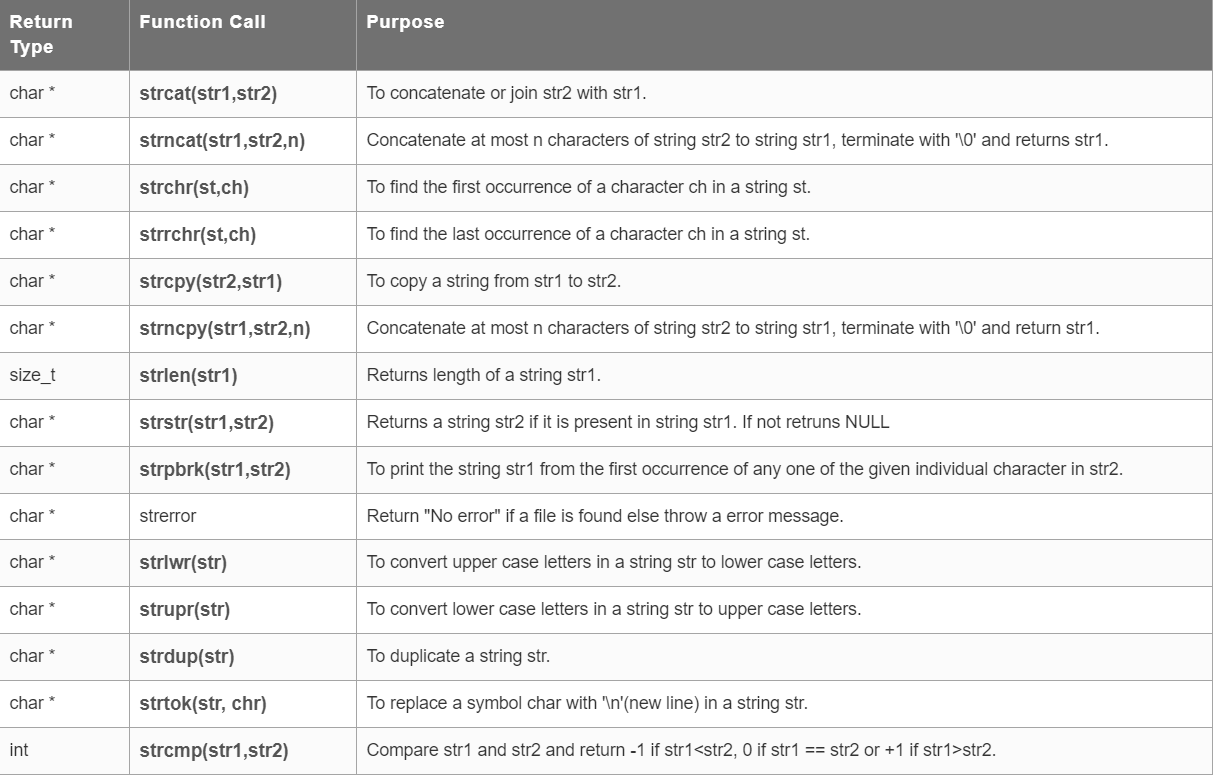 Return Type Function Call Purpose
char * strcat(str1,str2) To concatenate or join str2 with str1.
char * strncat(str1,str2,n) Concatenate at most n characters of string str2 to string str1, terminate with '\0' and returns str1.
char * strchr(st,ch) To find the first occurrence of a character ch in a string st.
char * strrchr(st,ch) To find the last occurrence of a character ch in a string st.
char * strcpy(str2,str1) To copy a string from str1 to str2.
char * strncpy(str1,str2,n) Concatenate at most n characters of string str2 to string str1, terminate with '\0' and return str1.
size_t strlen(str1) Returns length of a string str1.
char * strstr(str1,str2) Returns a string str2 if it is present in string str1. If not retruns NULL
char * strpbrk(str1,str2) To print the string str1 from the first occurrence of any one of the given individual character in str2.
char * strerror Return "No error" if a file is found else throw a error message.
char * strlwr(str) To convert upper case letters in a string str to lower case letters.
char * strupr(str) To convert lower case letters in a string str to upper case letters.
char * strdup(str) To duplicate a string str.
char * strtok(str, chr) To replace a symbol char with '\n'(new line) in a string str.
int strcmp(str1,str2) Compare str1 and str2 and return -1 if str1<str2, 0 if str1 == str2 or +1 if str1>str2.